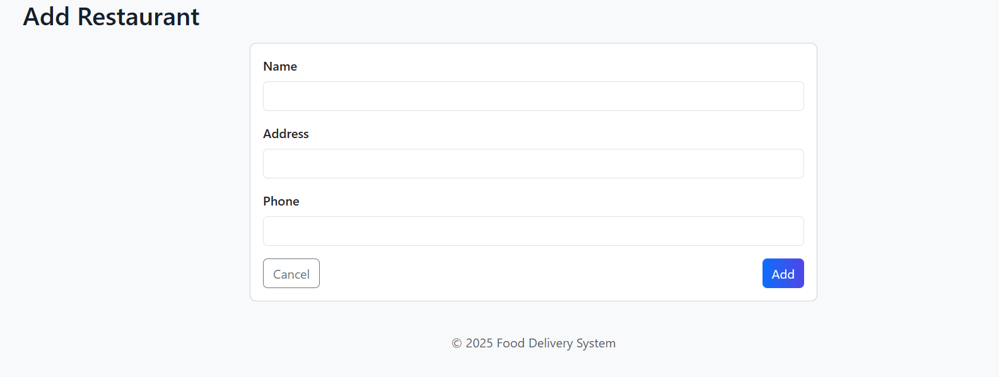 Add Restaurant
Name
Address
Phone
Cancel
Add
© 2025 Food Delivery System